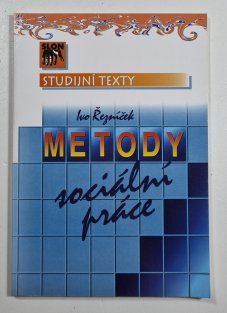 SLON
STUDIJNÍ TEXTY
Ivo Řezníček
METODY
sociální
práce